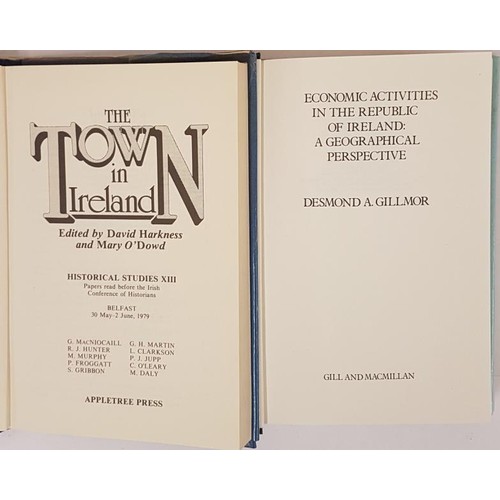 THE
TOWN
in
Ireland
Edited by David Harkness
and Mary O'Dowd
HISTORICAL STUDIES XIII
Papers read before the Irish
Conference of Historians
BELFAST
30 MAY-2 JUNE, 1979
G. MACNIOCAILL G. H. MARTIN
R. J. HUNTER L. CLARKSON
M. MURPHY P. J. JUPP
P. FROGGATT C. O'LEARY
S. GRIBBON M. DALY
APPLETREE PRESS
ECONOMIC ACTIVITIES
IN THE REPUBLIC
OF IRELAND:
A GEOGRAPHICAL
PERSPECTIVE
DESMOND A. GILLMOR
GILL AND MACMILLAN